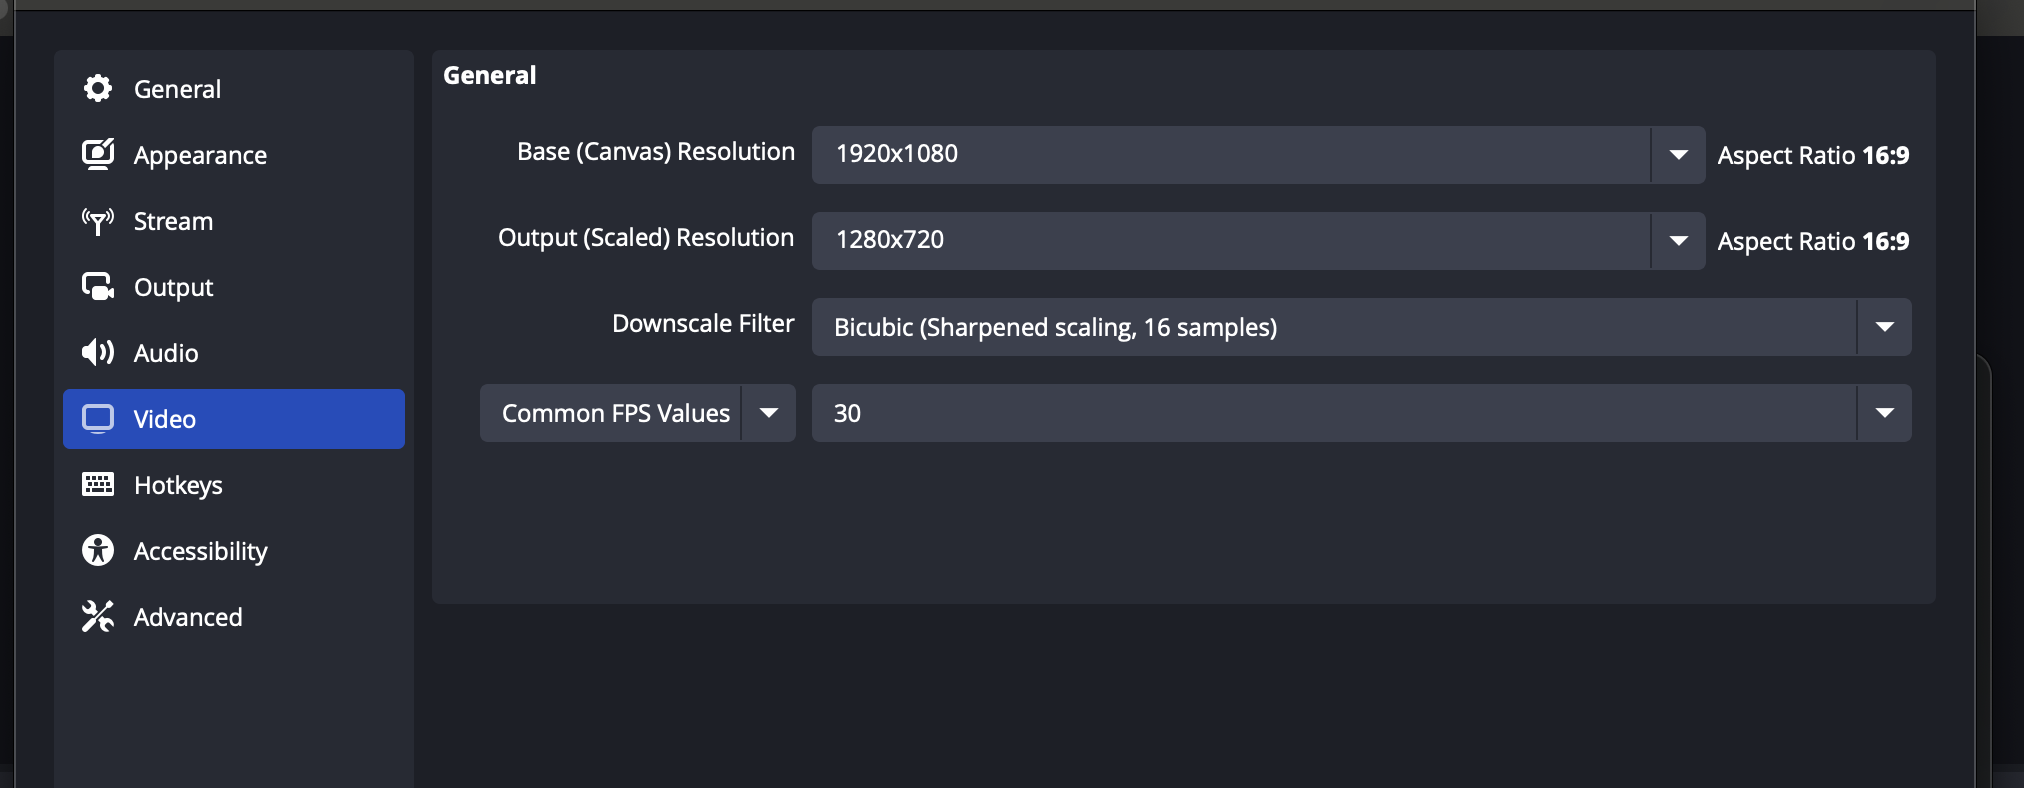 General
Appearance
Stream
Output
Audio
Video
Hotkeys
Accessibility
Advanced
General
Base (Canvas) Resolution 1920x1080 Aspect Ratio 16:9
Output (Scaled) Resolution 1280x720 Aspect Ratio 16:9
Downscale Filter Bicubic (Sharpened scaling, 16 samples)
Common FPS Values 30